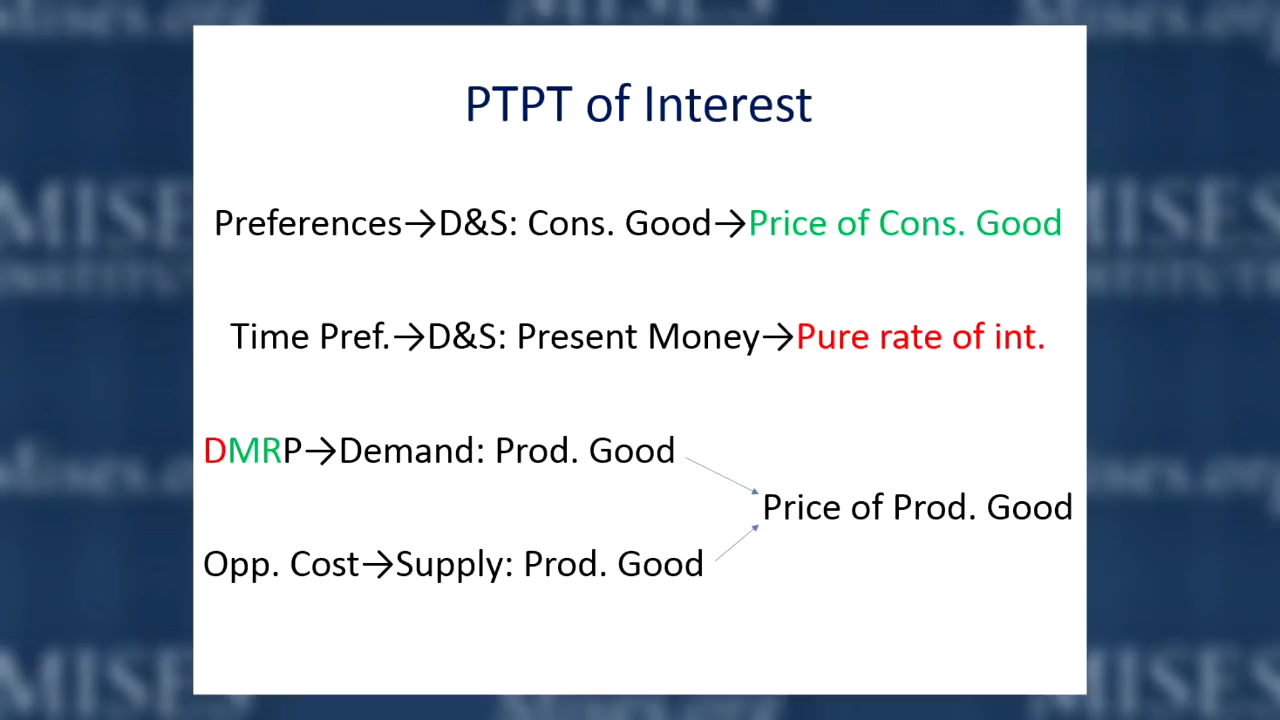 PTPT of Interest
Preferences→D&S: Cons. Good→Price of Cons. Good
Time Pref.→D&S: Present Money→Pure rate of int.
DMRP→Demand: Prod. Good
Price of Prod. Good
Opp. Cost→Supply: Prod. Good